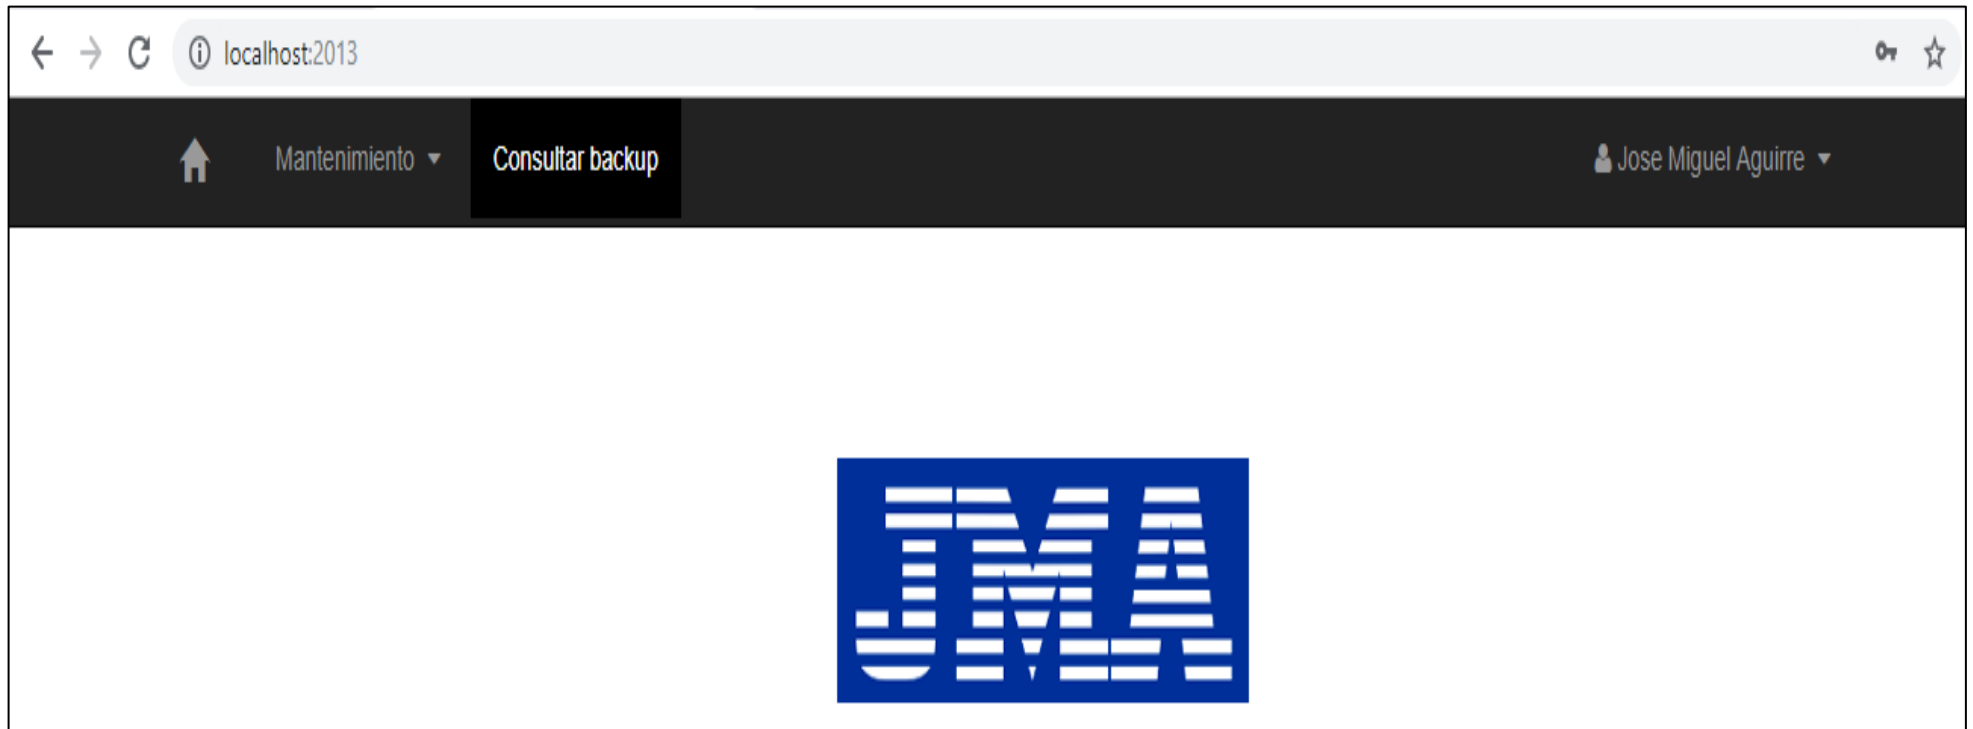 localhost:2013
Mantenimiento
Consultar backup
Jose Miguel Aguirre
JMA